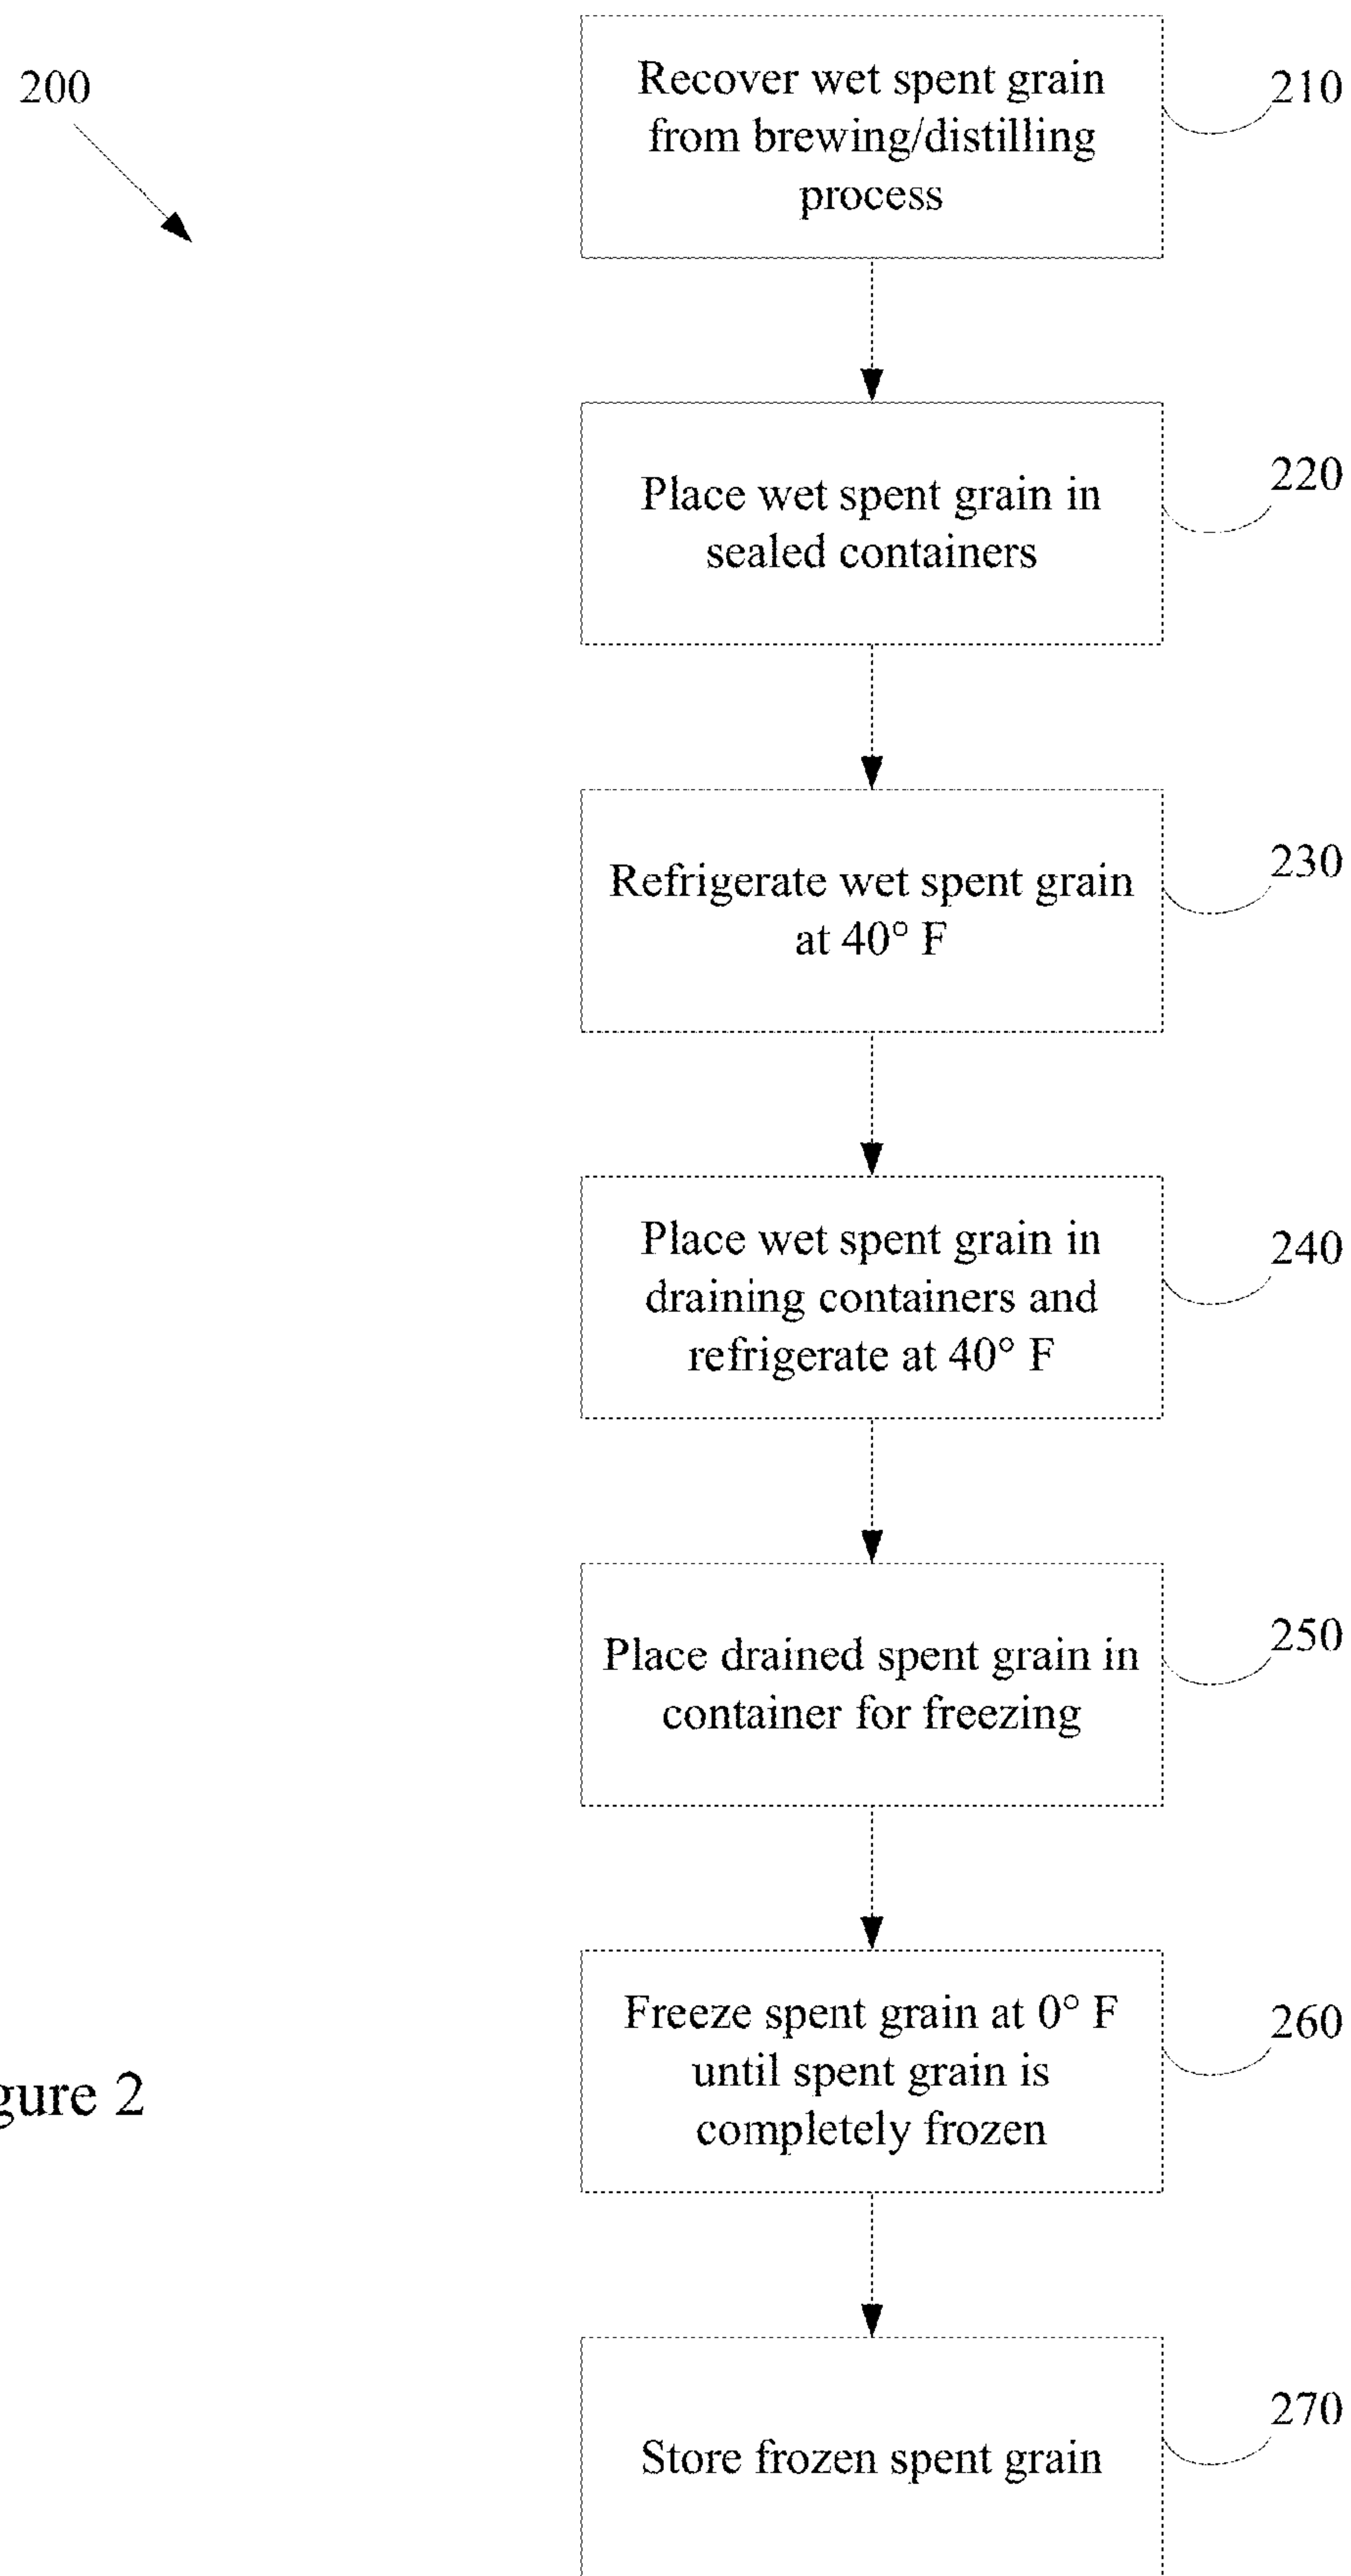 200
Recover wet spent grain
from brewing/distilling
process
210
Place wet spent grain in
sealed containers
220
Refrigerate wet spent grain
at 40° F
230
Place wet spent grain in
draining containers and
refrigerate at 40° F
240
Place drained spent grain in
container for freezing
250
Freeze spent grain at 0° F
until spent grain is
completely frozen
260
gure 2
Store frozen spent grain
270